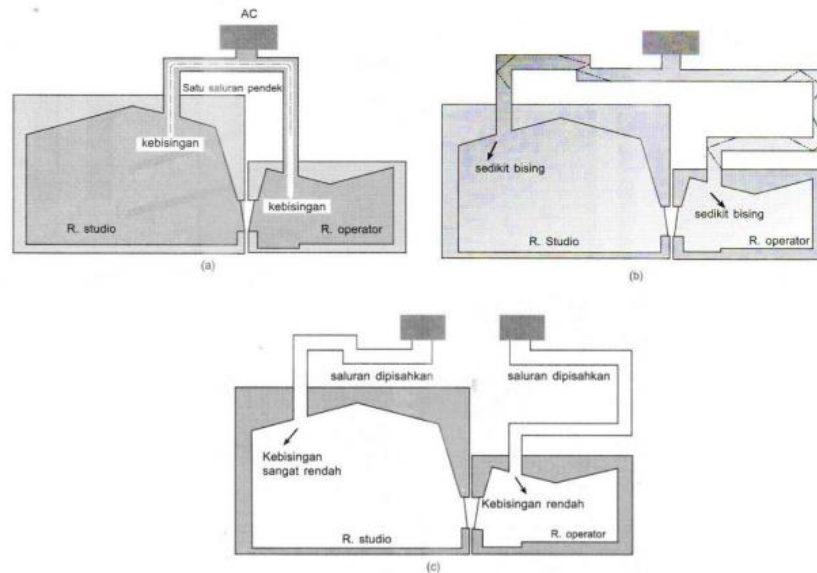 AC
Satu saluran pendek
kebisingan
kebisingan
R. studio
R. operator
(a)
sedikit bising
sedikit bising
R. Studio
R. operator
(b)
saluran dipisahkan
saluran dipisahkan
Kebisingan
sangat rendah
Kebisingan rendah
R. studio
R. operator
(c)